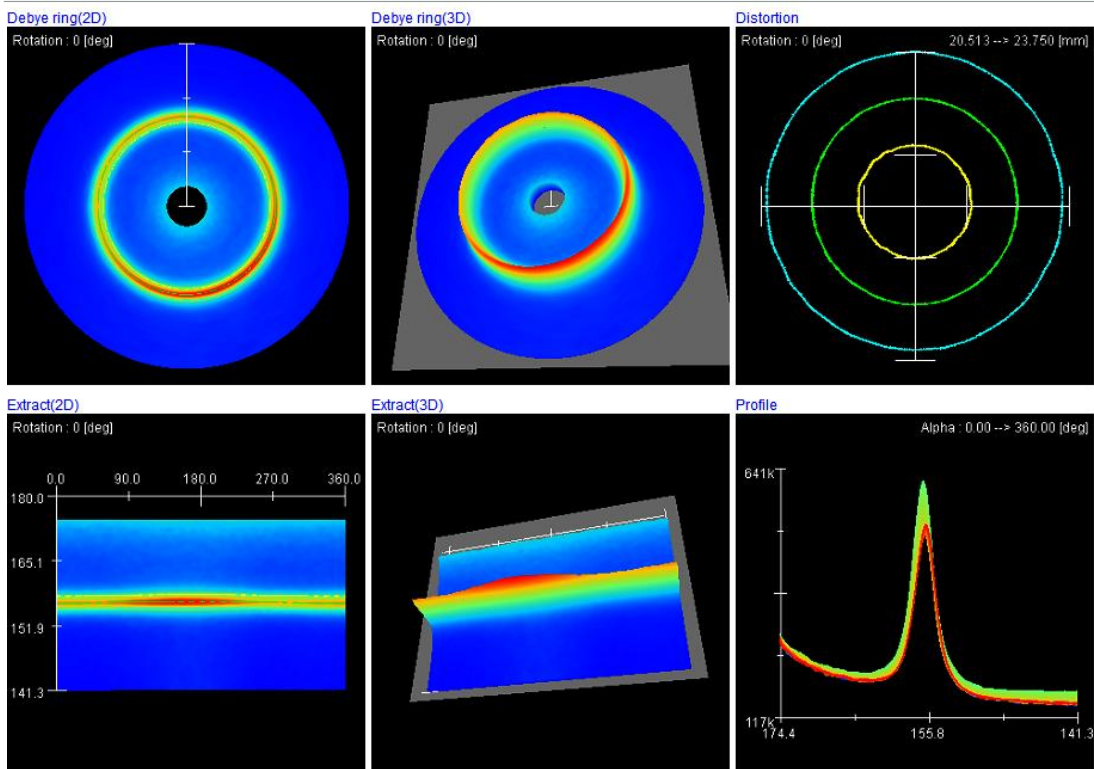 Debye ring(2D)
Rotation : 0 [deg]
Debye ring(3D)
Rotation : 0 [deg]
Distortion
Rotation : 0 [deg]
20.513 --> 23.750 [mm]
Extract(2D)
Rotation : 0 [deg]
0.0 90.0 180.0 270.0 360.0
180.0
165.1
151.9
141.3
Extract(3D)
Rotation : 0 [deg]
Profile
Alpha : 0.00 --> 360.00 [deg]
641k
117k
174.4 155.8 141.3